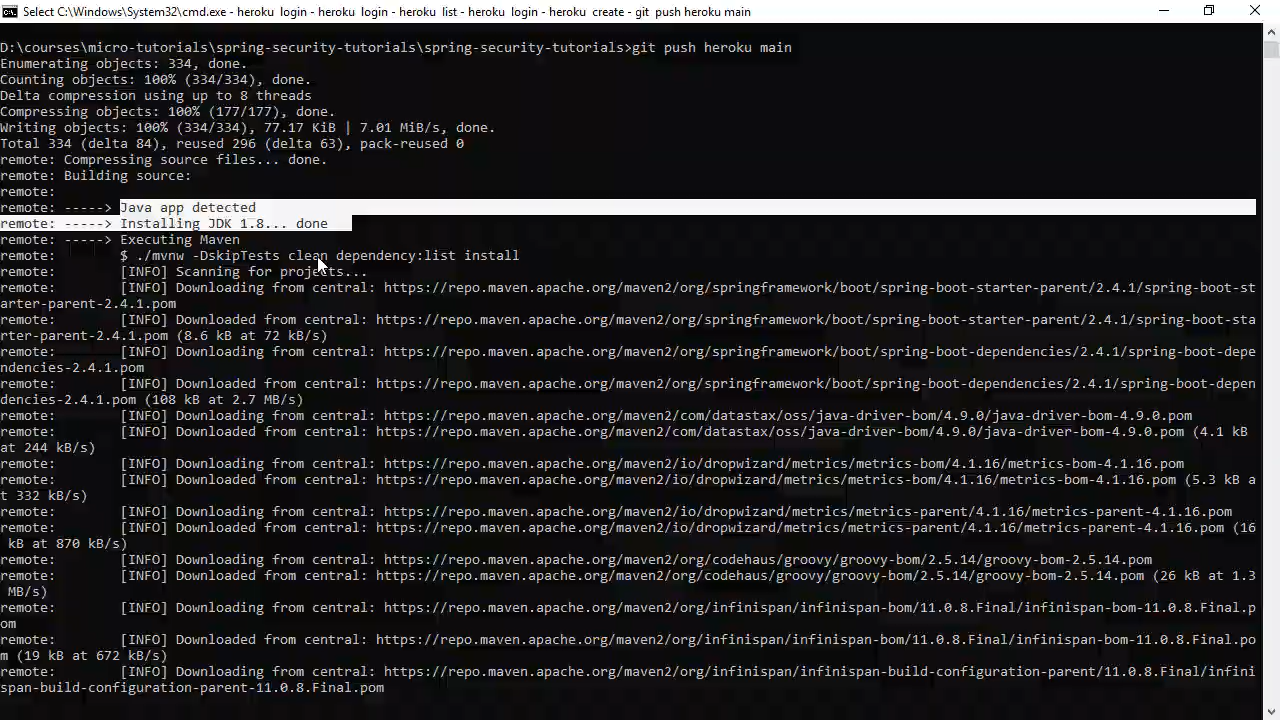 Select C:\Windows\System32\cmd.exe - heroku  login - heroku  login - heroku  list - heroku  login - heroku  create - git  push heroku main
D:\courses\micro-tutorials\spring-security-tutorials\spring-security-tutorials>git push heroku main
Enumerating objects: 334, done.
Counting objects: 100% (334/334), done.
Delta compression using up to 8 threads
Compressing objects: 100% (177/177), done.
Writing objects: 100% (334/334), 77.17 KiB | 7.01 MiB/s, done.
Total 334 (delta 84), reused 296 (delta 63), pack-reused 0
remote: Compressing source files... done.
remote: Building source:
remote:
remote: -----> Java app detected
remote: -----> Installing JDK 1.8... done
remote: -----> Executing Maven
remote:        $ ./mvnw -DskipTests clean dependency:list install
remote:        [INFO] Scanning for projects...
remote:        [INFO] Downloading from central: https://repo.maven.apache.org/maven2/org/springframework/boot/spring-boot-starter-parent/2.4.1/spring-boot-st
arter-parent-2.4.1.pom
remote:        [INFO] Downloaded from central: https://repo.maven.apache.org/maven2/org/springframework/boot/spring-boot-starter-parent/2.4.1/spring-boot-sta
rter-parent-2.4.1.pom (8.6 kB at 72 kB/s)
remote:        [INFO] Downloading from central: https://repo.maven.apache.org/maven2/org/springframework/boot/spring-boot-dependencies/2.4.1/spring-boot-depe
ndencies-2.4.1.pom
remote:        [INFO] Downloaded from central: https://repo.maven.apache.org/maven2/org/springframework/boot/spring-boot-dependencies/2.4.1/spring-boot-depen
dencies-2.4.1.pom (108 kB at 2.7 MB/s)
remote:        [INFO] Downloading from central: https://repo.maven.apache.org/maven2/com/datastax/oss/java-driver-bom/4.9.0/java-driver-bom-4.9.0.pom
remote:        [INFO] Downloaded from central: https://repo.maven.apache.org/maven2/com/datastax/oss/java-driver-bom/4.9.0/java-driver-bom-4.9.0.pom (4.1 kB
at 244 kB/s)
remote:        [INFO] Downloading from central: https://repo.maven.apache.org/maven2/io/dropwizard/metrics/metrics-bom/4.1.16/metrics-bom-4.1.16.pom
remote:        [INFO] Downloaded from central: https://repo.maven.apache.org/maven2/io/dropwizard/metrics/metrics-bom/4.1.16/metrics-bom-4.1.16.pom (5.3 kB a
t 332 kB/s)
remote:        [INFO] Downloading from central: https://repo.maven.apache.org/maven2/io/dropwizard/metrics/metrics-parent/4.1.16/metrics-parent-4.1.16.pom
remote:        [INFO] Downloaded from central: https://repo.maven.apache.org/maven2/io/dropwizard/metrics/metrics-parent/4.1.16/metrics-parent-4.1.16.pom (16
 kB at 870 kB/s)
remote:        [INFO] Downloading from central: https://repo.maven.apache.org/maven2/org/codehaus/groovy/groovy-bom/2.5.14/groovy-bom-2.5.14.pom
remote:        [INFO] Downloaded from central: https://repo.maven.apache.org/maven2/org/codehaus/groovy/groovy-bom/2.5.14/groovy-bom-2.5.14.pom (26 kB at 1.3
 MB/s)
remote:        [INFO] Downloading from central: https://repo.maven.apache.org/maven2/org/infinispan/infinispan-bom/11.0.8.Final/infinispan-bom-11.0.8.Final.p
om
remote:        [INFO] Downloaded from central: https://repo.maven.apache.org/maven2/org/infinispan/infinispan-bom/11.0.8.Final/infinispan-bom-11.0.8.Final.po
m (19 kB at 672 kB/s)
remote:        [INFO] Downloading from central: https://repo.maven.apache.org/maven2/org/infinispan/infinispan-build-configuration-parent/11.0.8.Final/infini
span-build-configuration-parent-11.0.8.Final.pom